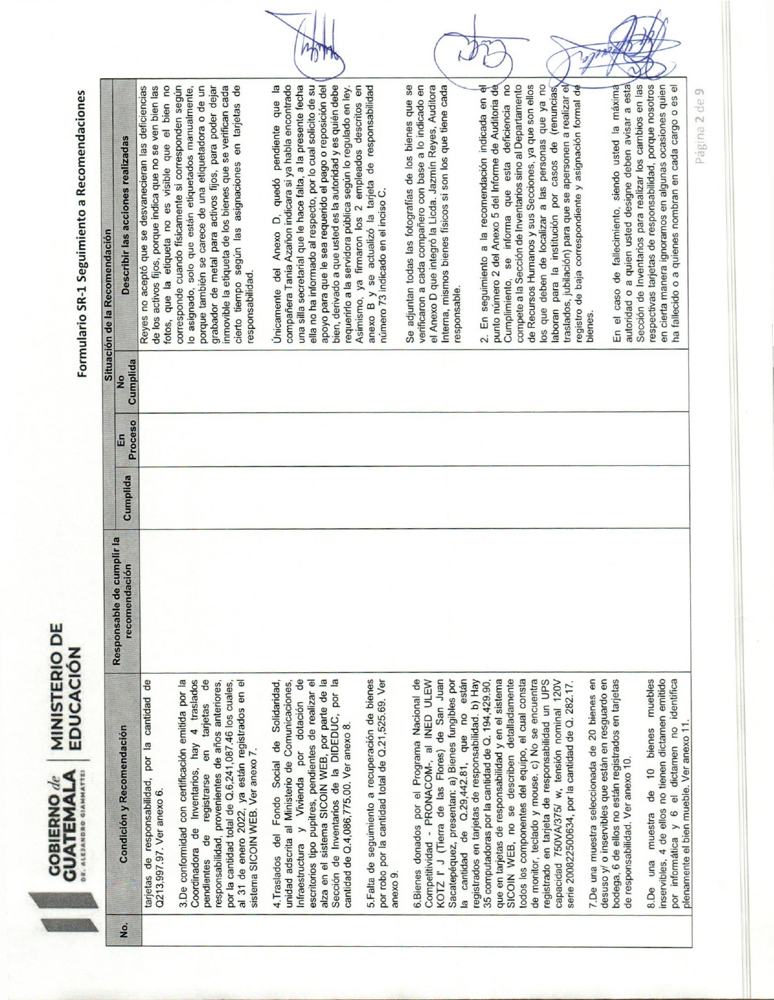 GOBIERNO de
GUATEMALA
DR. ALEJANDRO GIAMMATTEI
MINISTERIO DE
EDUCACIÓN
Formulario SR-1 Seguimiento a Recomendaciones
No.
Condición y Recomendación
Responsable de cumplir la
recomendación
Situación de la Recomendación
Cumplida
En
Proceso
No
Cumplida
Describir las acciones realizadas
tarjetas de responsabilidad, por la cantidad de
Q213,997.97. Ver anexo 6.
3.De conformidad con certificación emitida por la
Coordinadora de Inventarios, hay 4 traslados
pendientes de registrarse en tarjetas de
responsabilidad, provenientes de años anteriores,
por la cantidad total de Q.6,241,087.46 los cuales,
al 31 de enero 2022, ya están registrados en el
sistema SICOIN WEB. Ver anexo 7.
4.Traslados del Fondo Social de Solidaridad,
unidad adscrita al Ministerio de Comunicaciones,
Infraestructura y Vivienda por dotación de
escritorios tipo pupitres, pendientes de realizar el
alza en el sistema SICOIN WEB, por parte de la
Sección de Inventarios de la DIDEDUC, por la
cantidad de Q.4,086,775.00. Ver anexo 8.
5.Falta de seguimiento a recuperación de bienes
por robo por la cantidad total de Q.21,525.69. Ver
anexo 9.
6.Bienes donados por el Programa Nacional de
Competitividad - PRONACOM-, al INED ULEW
KOTZ I' J (Tierra de las Flores) de San Juan
Sacatepéquez, presentan: a) Bienes fungibles por
la cantidad de Q.29,442.81, que no están
registrados en tarjetas de responsabilidad. b) Hay
35 computadoras por la cantidad de Q. 194,429.90,
que en tarjetas de responsabilidad y en el sistema
SICOIN WEB, no se describen detalladamente
todos los componentes del equipo, el cual consta
de monitor, teclado y mouse. c) No se encuentra
registrado en tarjeta de responsabilidad un UPS
capacidad 750VA/375/ w, tensión nominal 120V
serie 200822500634, por la cantidad de Q. 282.17.
7.De una muestra seleccionada de 20 bienes en
desuso y/ o inservibles que están en resguardo en
bodega, 6 de ellos no están registrados en tarjetas
de responsabilidad. Ver anexo 10.
8.De una muestra de 10 bienes muebles
inservibles, 4 de ellos no tienen dictamen emitido
por informática y 6 el dictamen no identifica
plenamente el bien mueble. Ver anexo 11.
Reyes no aceptó que se desvanecieran las deficiencias
de los activos fijos, porque indica que no se ven bien las
fotos, que la etiqueta no es visible que el bien no
corresponde cuando físicamente si corresponden según
lo asignado, solo que están etiquetados manualmente,
porque también se carece de una etiquetadora o de un
grabador de metal para activos fijos, para poder dejar
inmovible la etiqueta de los bienes que se verifican cada
cierto tiempo según las asignaciones en tarjetas de
responsabilidad.
Únicamente del Anexo D, quedó pendiente que la
compañera Tania Azañon indicara si ya habla encontrado
una silla secretarial que le hace falta, a la presente fecha
ella no ha informado al respecto, por lo cual solicito de su
apoyo para que le sea requerido el pago o reposición del
bien, derivado a que usted es la autoridad y es quién debe
requerirlo a la servidora pública según lo regulado en ley.
Asimismo, ya firmaron los 2 empleados descritos en
anexo B y se actualizó la tarjeta de responsabilidad
número 73 indicado en el inciso C.
Se adjuntan todas las fotografías de los bienes que se
verificaron a cada compañero con base a lo indicado en
el Anexo D que integró la Licda. Jazmín Reyes, Auditora
Interna, mismos bienes físicos si son los que tiene cada
responsable.
2. En seguimiento a la recomendación indicada en el
punto número 2 del Anexo 5 del Informe de Auditoria de
Cumplimiento, se informa que esta deficiencia no
compete a la Sección de Inventarios sino al Departamento
de Recursos Humanos y sus Secciones, ya que son ellos
los que deben de localizar a las personas que ya no
laboran para la institución por casos de (renuncias,
traslados, jubilación) para que se apersonen a realizar el
registro de baja correspondiente y asignación formal de
bienes.
En el caso de fallecimiento, siendo usted la máxima
autoridad o a quien usted designe deben avisar a esta
Sección de Inventarios para realizar los cambios en las
respectivas tarjetas de responsabilidad, porque nosotros
en cierta manera ignoramos en algunas ocasiones quien
ha fallecido o a quienes nombran en cada cargo o es el
Página 2 de 9